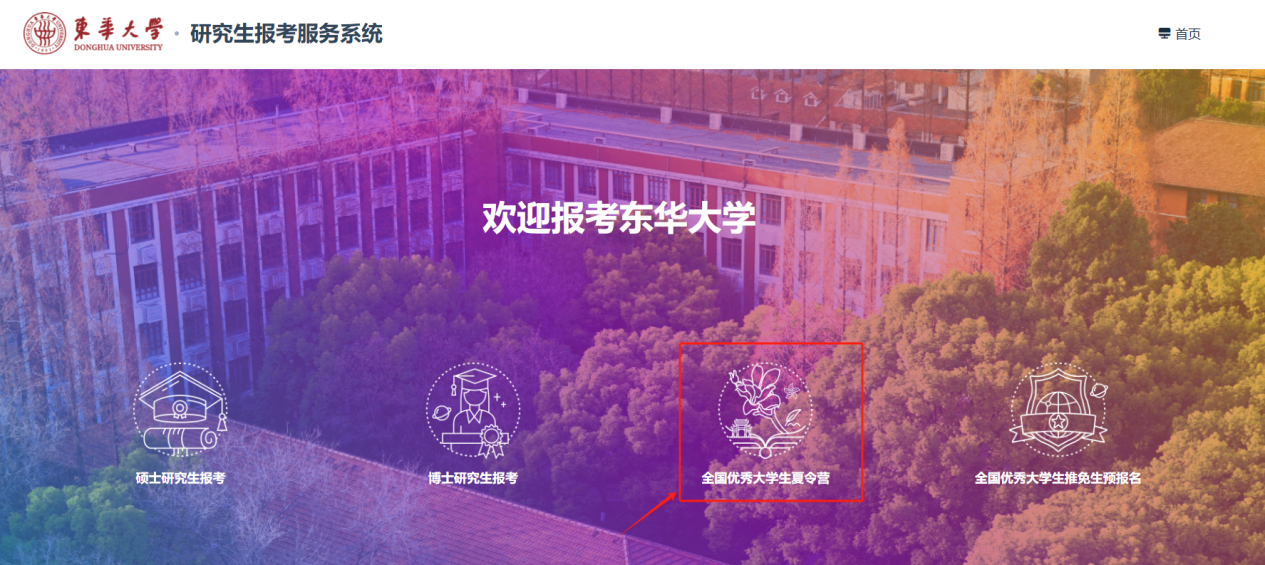 東華大學
DONGHUA UNIVERSITY
· 研究生报考服务系统
首页
欢迎报考东华大学
硕士研究生报考
博士研究生报考
全国优秀大学生夏令营
全国优秀大学生推免生预报名